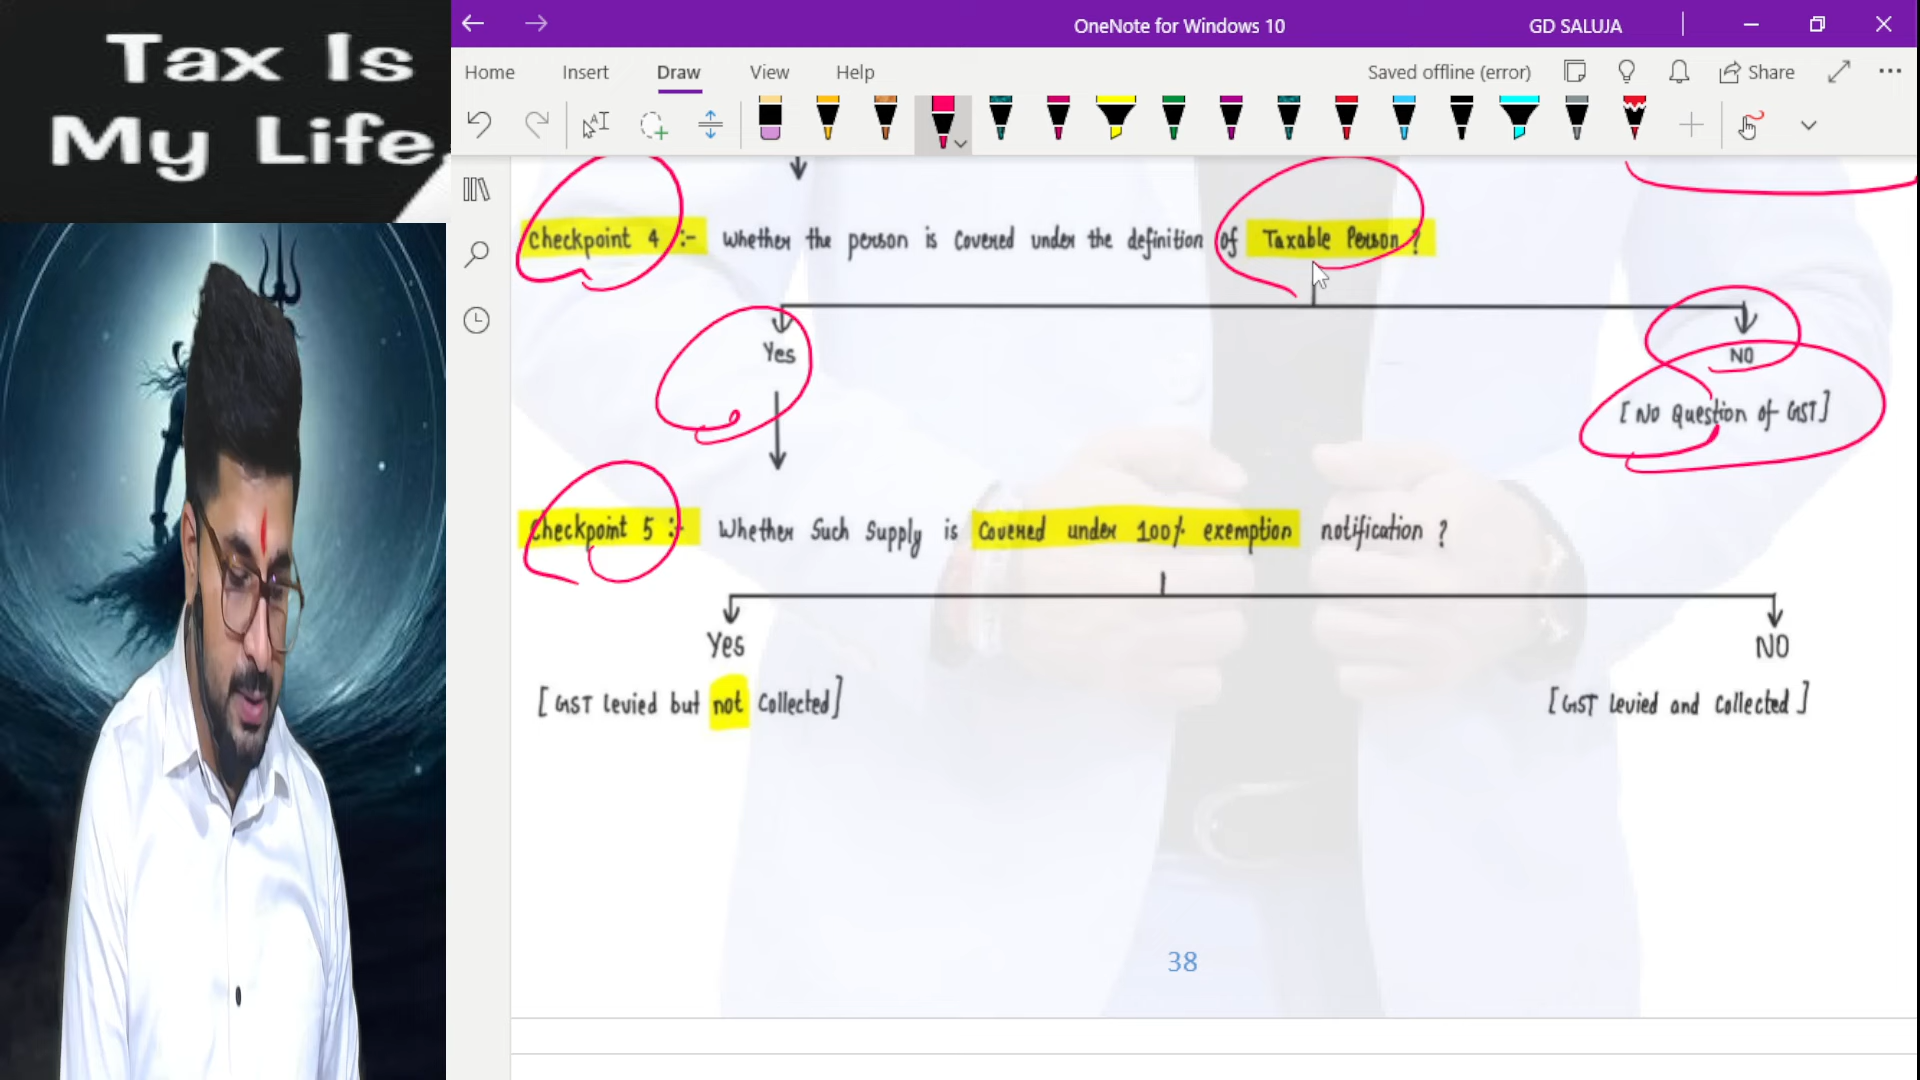 Tax Is
My Life.
OneNote for Windows 10
GD SALUJA
Home Insert Draw View Help
Saved offline (error)
Share
Checkpoint 4 :- Whether the person is Covered under the definition of Taxable Person ?
Yes
NO
[ No Question of GST ]
Checkpoint 5 :- Whether Such Supply is Covered under 100% exemption notification ?
Yes
NO
[ GST Levied but not Collected ]
[ GST Levied and Collected ]
38